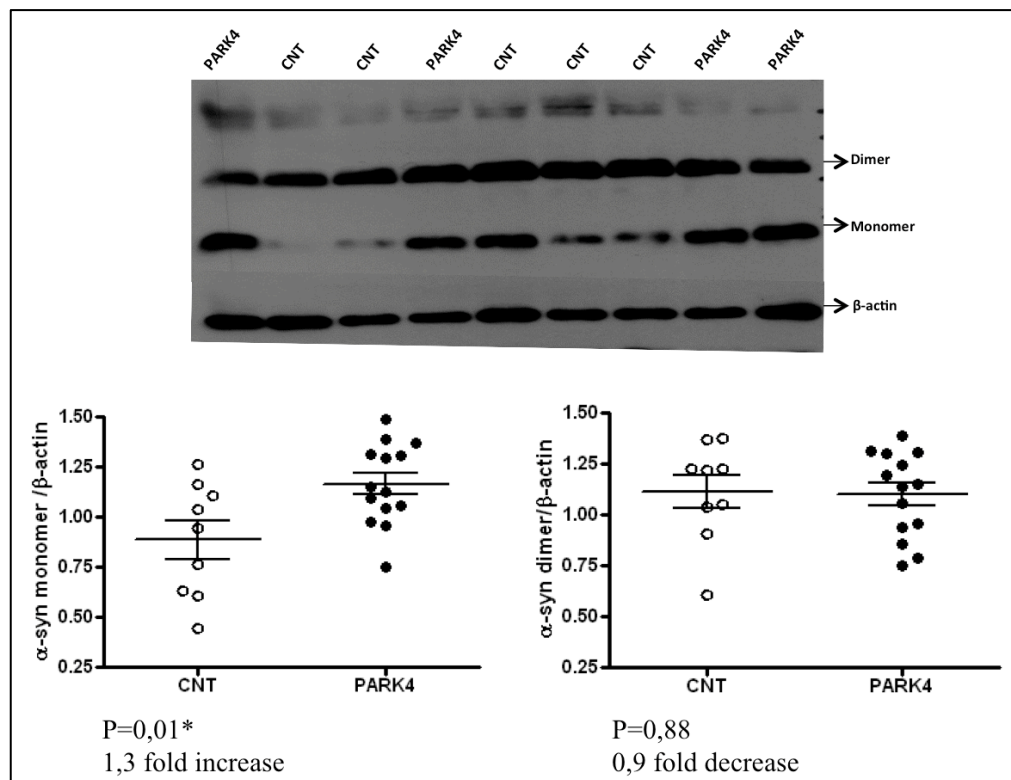 PARK4 CNT CNT PARK4 CNT CNT CNT PARK4 PARK4
Dimer
Monomer
β-actin
α-syn monomer /β-actin
1.50
1.25
1.00
0.75
0.50
0.25
CNT PARK4
P=0,01*
1,3 fold increase
α-syn dimer/β-actin
1.50
1.25
1.00
0.75
0.50
0.25
CNT PARK4
P=0,88
0,9 fold decrease